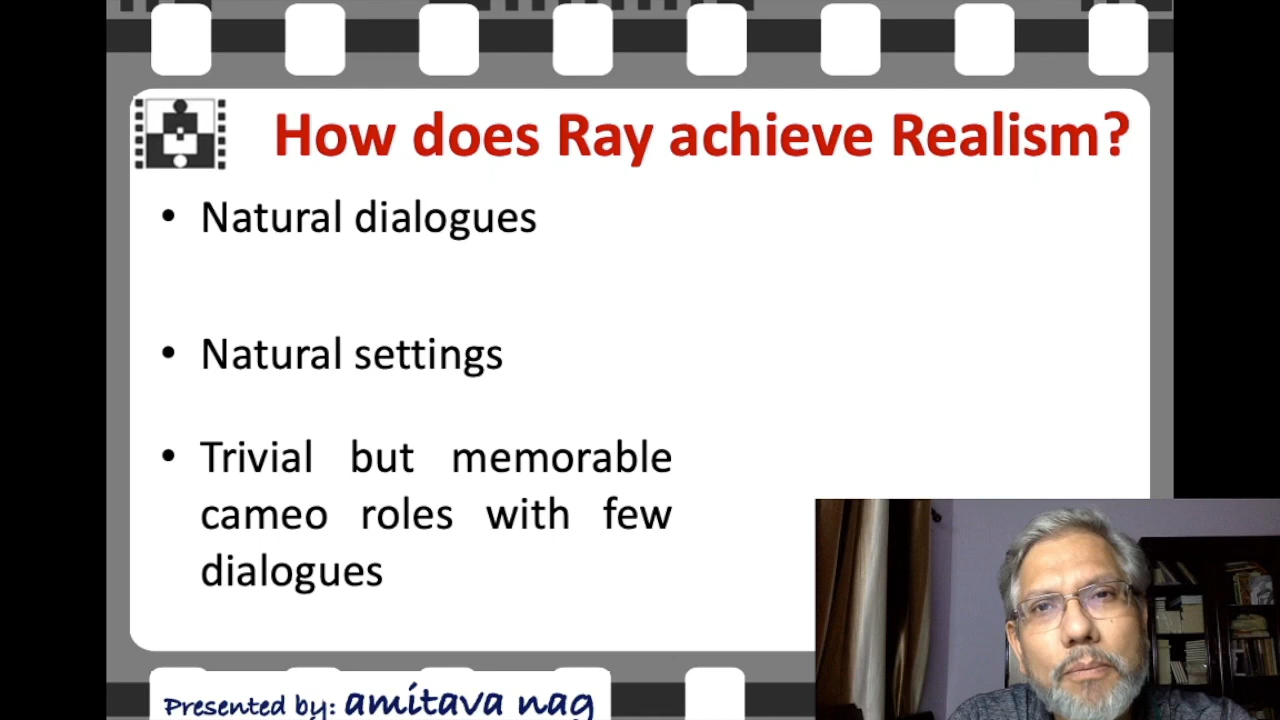 How does Ray achieve Realism?
• Natural dialogues
• Natural settings
• Trivial but memorable
cameo roles with few
dialogues
Presented by: amitava nag